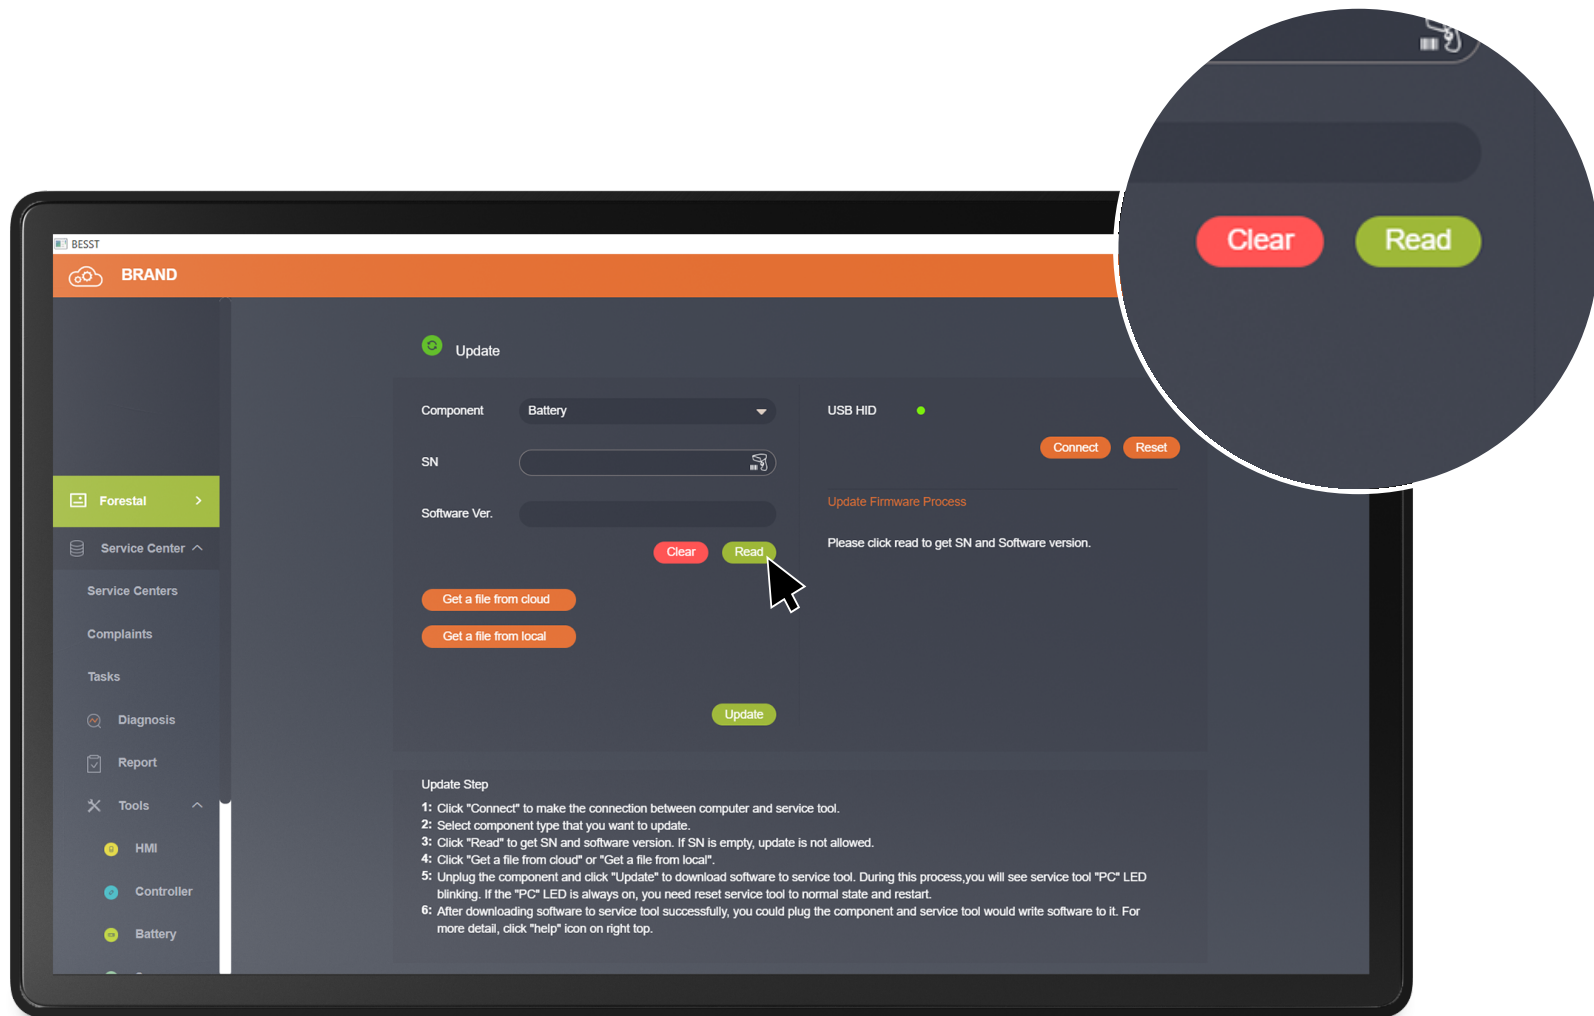 Clear Read
BESST
BRAND
Update
Component Battery
USB HID
Connect Reset
SN
Forestal
Software Ver.
Update Firmware Process
Service Center
Clear Read
Please click read to get SN and Software version.
Service Centers
Get a file from cloud
Complaints
Get a file from local
Tasks
Diagnosis
Update
Report
Tools
HMI
Controller
Battery
Update Step
1: Click "Connect" to make the connection between computer and service tool.
2: Select component type that you want to update.
3: Click "Read" to get SN and software version. If SN is empty, update is not allowed.
4: Click "Get a file from cloud" or "Get a file from local".
5: Unplug the component and click "Update" to download software to service tool. During this process,you will see service tool "PC" LED
blinking. If the "PC" LED is always on, you need reset service tool to normal state and restart.
6: After downloading software to service tool successfully, you could plug the component and service tool would write software to it. For
more detail, click "help" icon on right top.